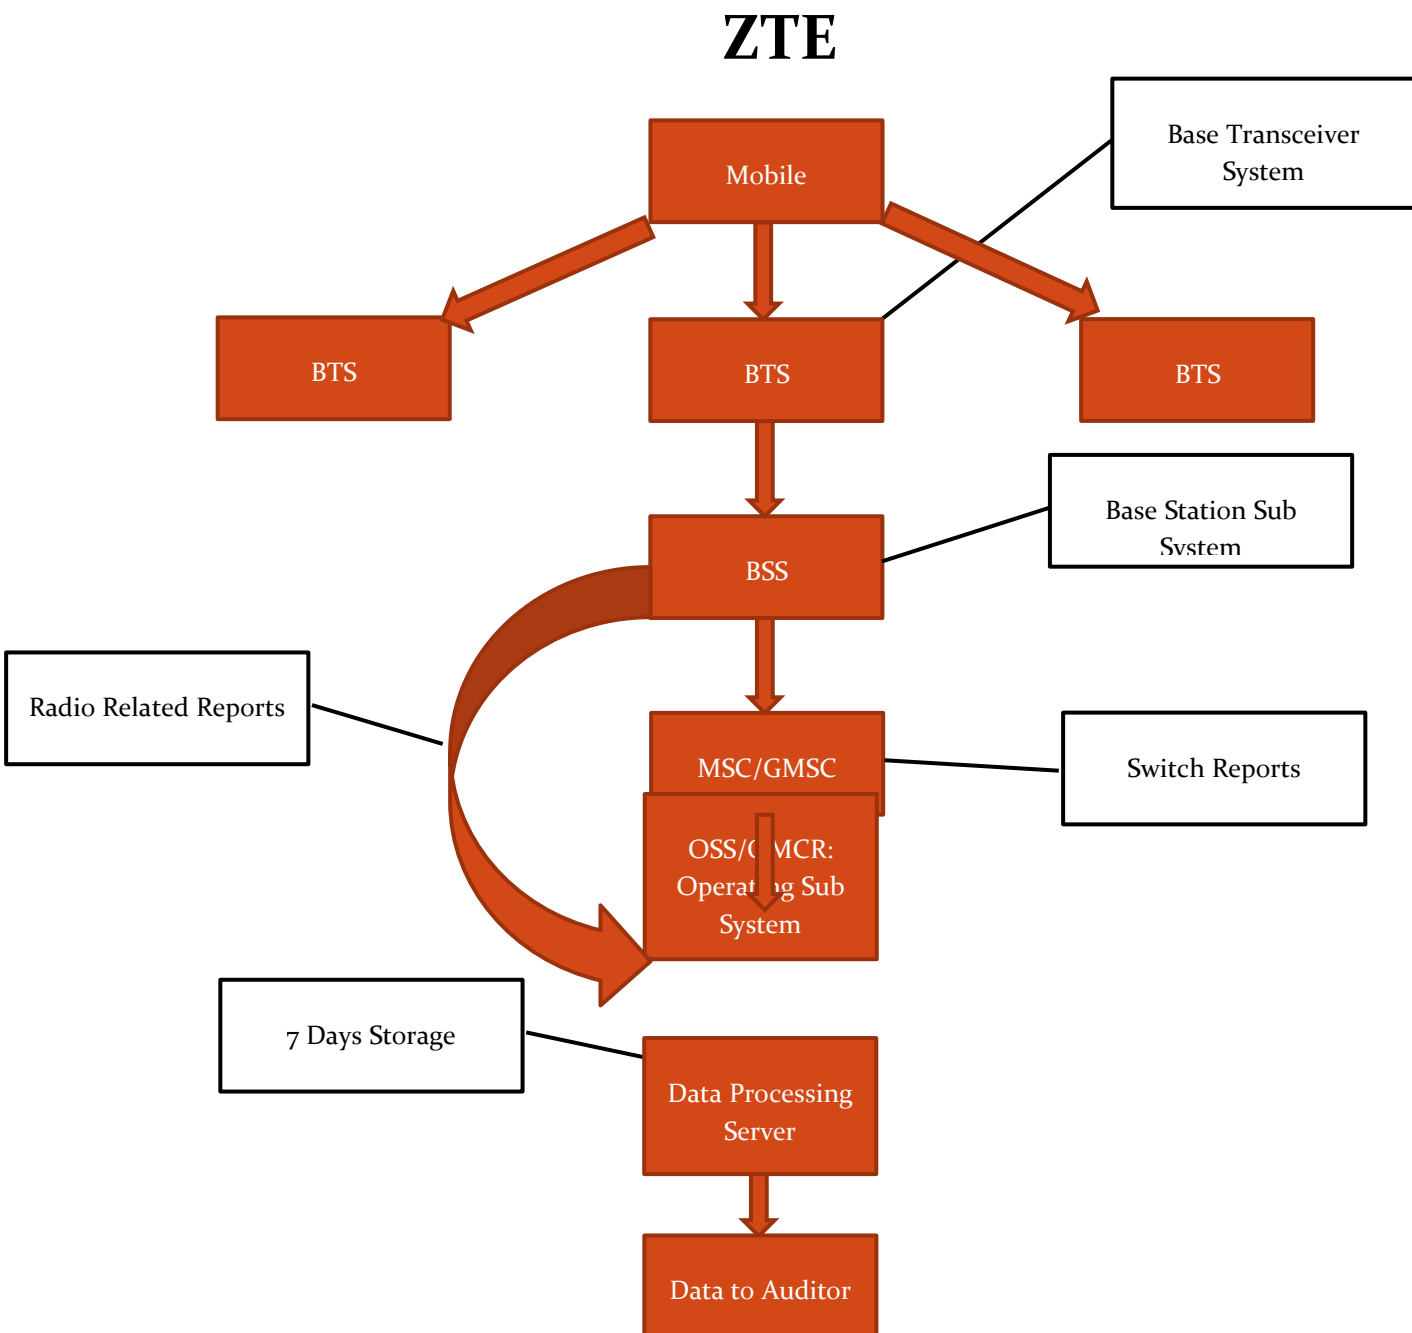 ZTE
Base Transceiver
System
Mobile
BTS
BTS
BTS
Base Station Sub
System
BSS
Radio Related Reports
MSC/GMSC
Switch Reports
System
7 Days Storage
Data Processing
Server
Data to Auditor